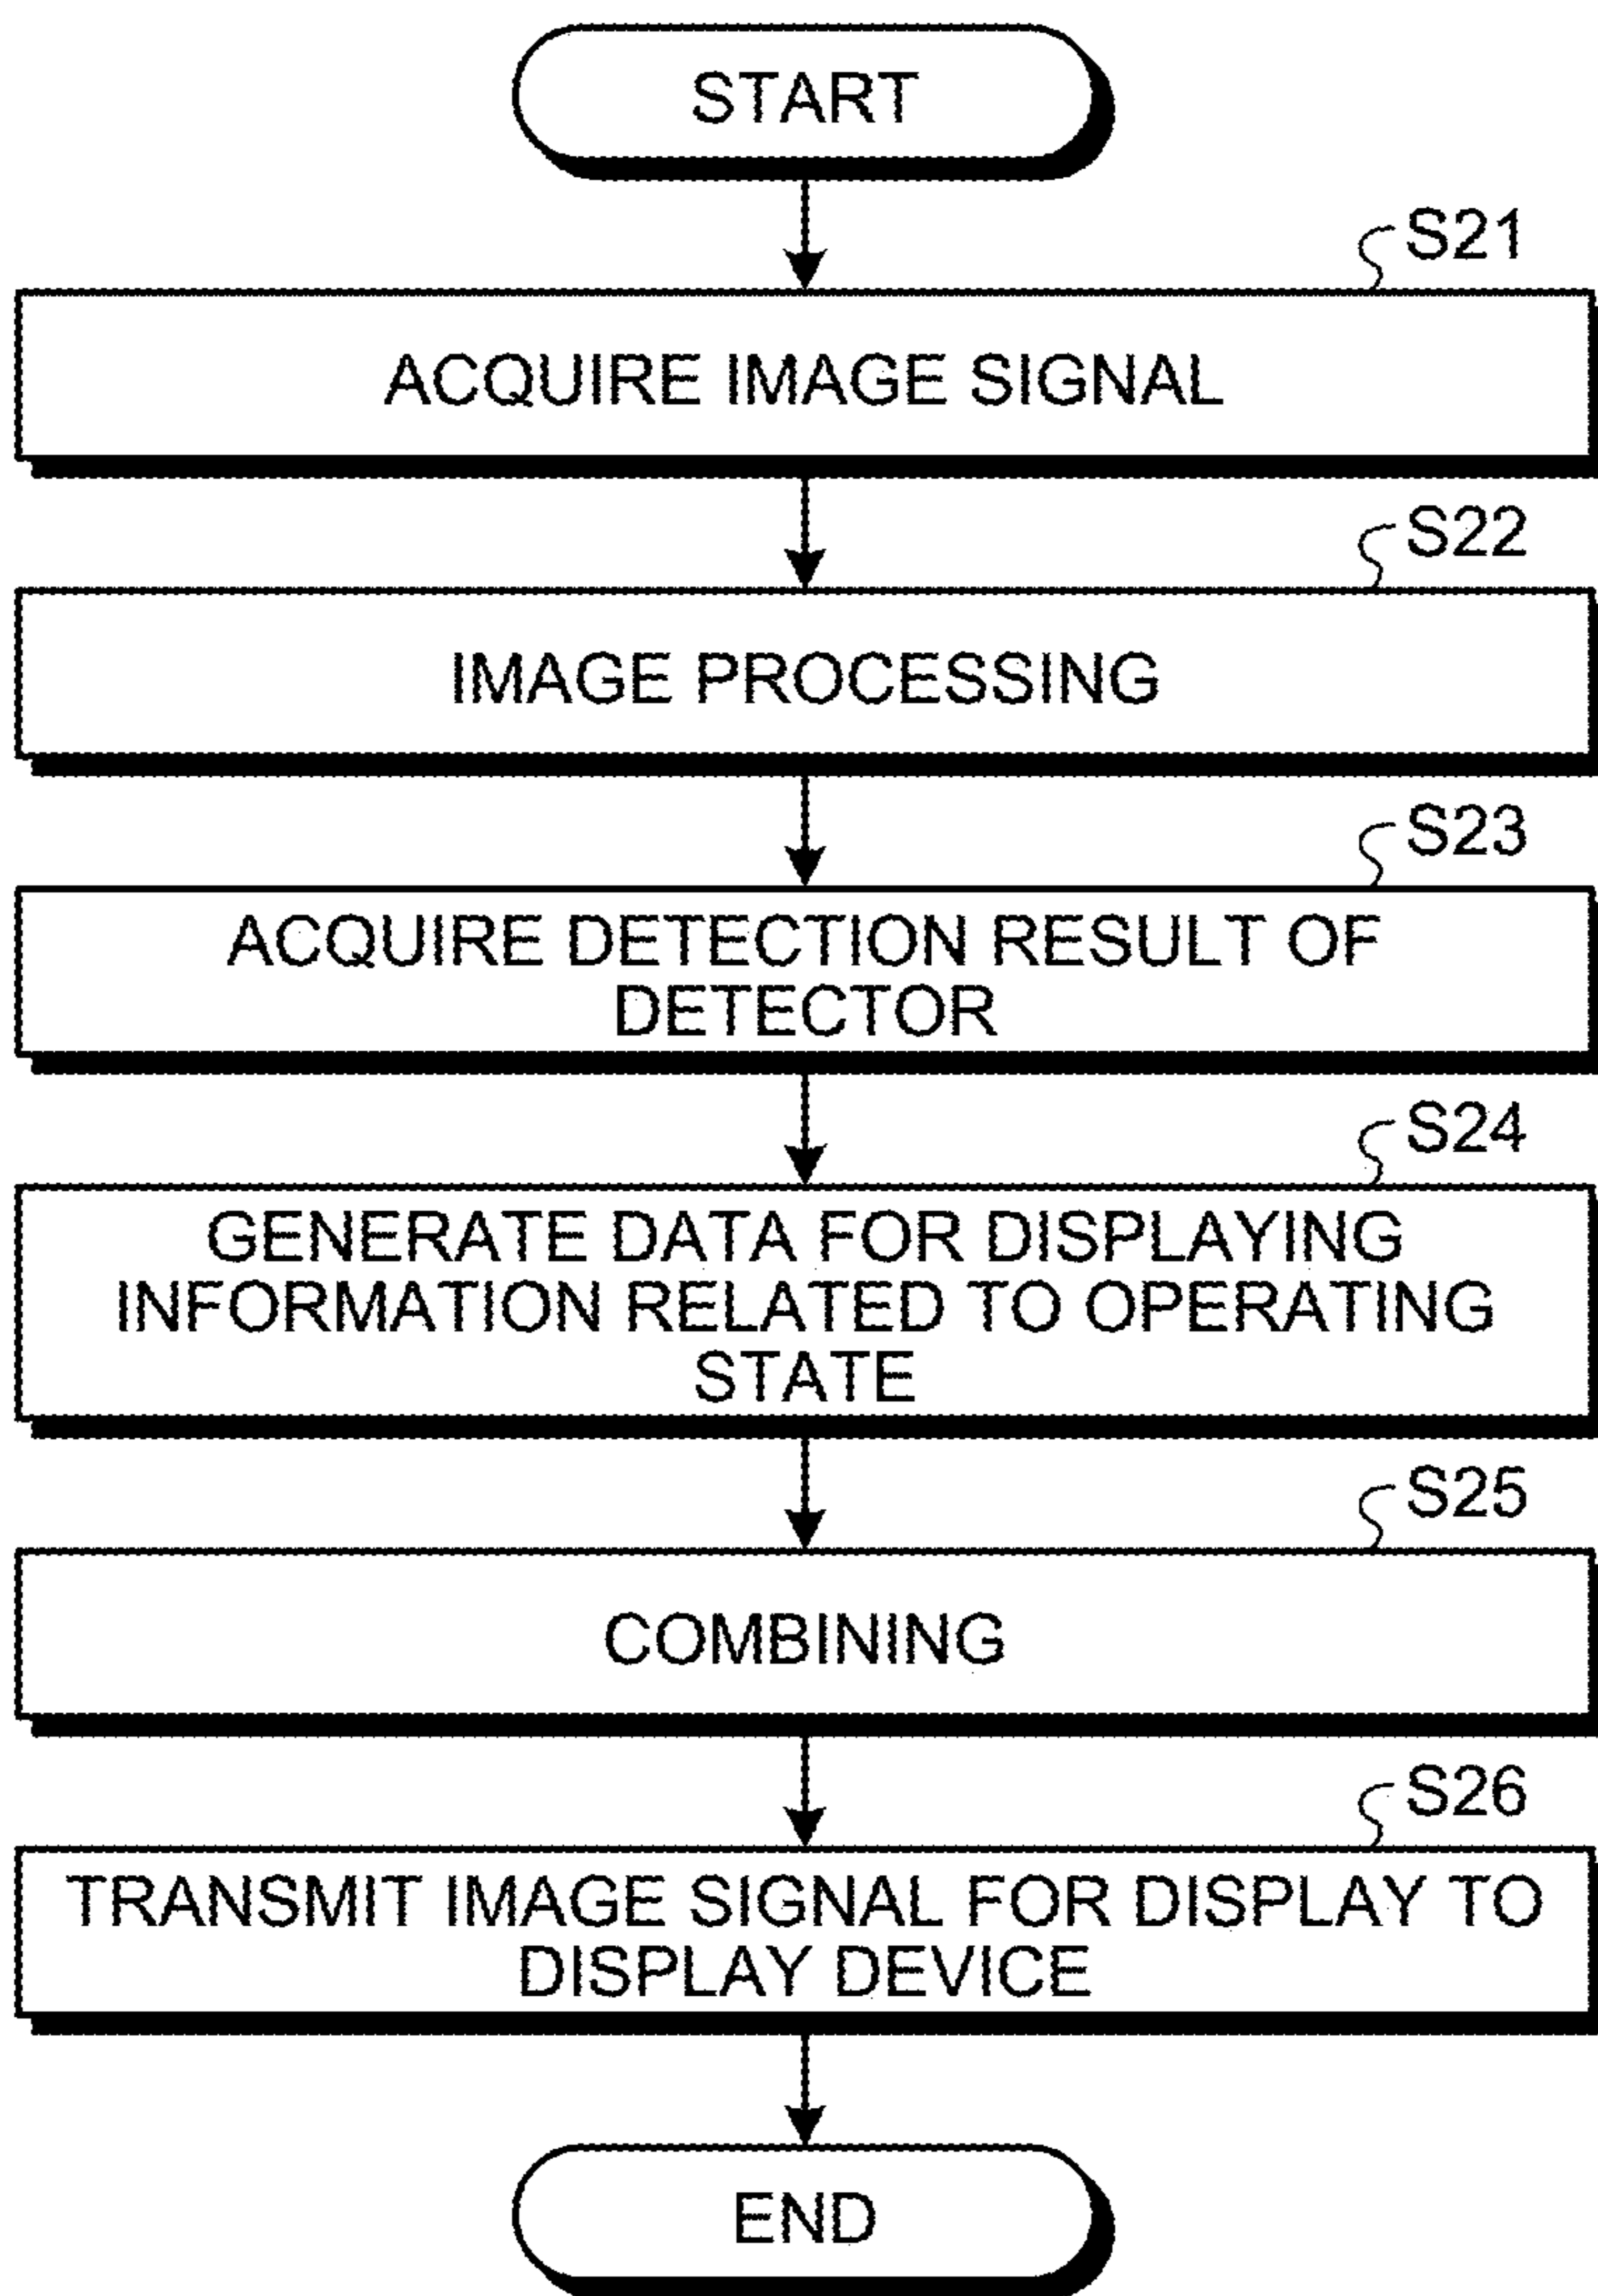 START
S21
ACQUIRE IMAGE SIGNAL
S22
IMAGE PROCESSING
S23
ACQUIRE DETECTION RESULT OF
DETECTOR
S24
GENERATE DATA FOR DISPLAYING
INFORMATION RELATED TO OPERATING
STATE
S25
COMBINING
S26
TRANSMIT IMAGE SIGNAL FOR DISPLAY TO
DISPLAY DEVICE
END